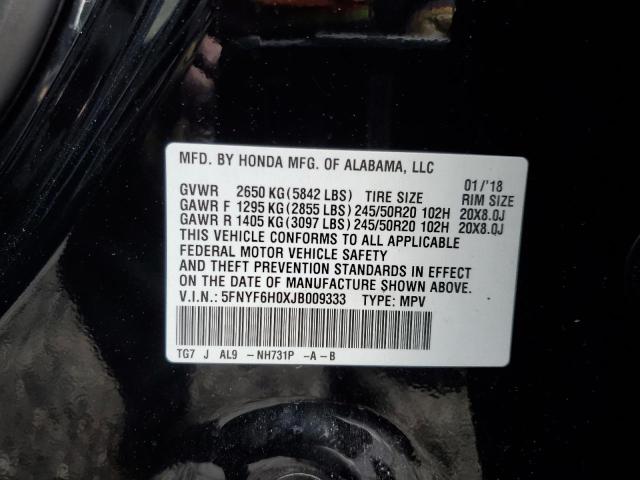 MFD. BY HONDA MFG. OF ALABAMA, LLC
01/'18
GVWR 2650 KG (5842 LBS) TIRE SIZE RIM SIZE
GAWR F 1295 KG (2855 LBS) 245/50R20 102H 20X8.0J
GAWR R 1405 KG (3097 LBS) 245/50R20 102H 20X8.0J
THIS VEHICLE CONFORMS TO ALL APPLICABLE
FEDERAL MOTOR VEHICLE SAFETY
AND THEFT PREVENTION STANDARDS IN EFFECT
ON THE DATE OF MANUFACTURE SHOWN ABOVE.
V.I.N.: 5FNYF6H0XJB009333 TYPE: MPV
TG7 J AL9 -NH731P -A-B